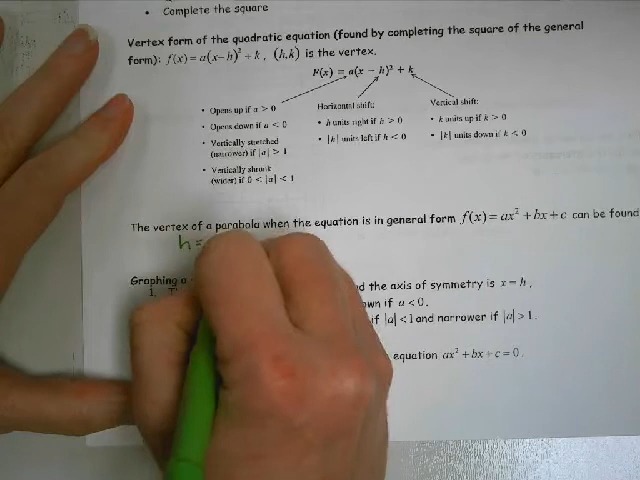 • Complete the square
Vertex form of the quadratic equation (found by completing the square of the general
form): f(x) = a(x−h)² + k, (h,k) is the vertex.
F(x) = a(x − h)² + k
• Opens up if a > 0
• Opens down if a < 0
• Vertically stretched
(narrower) if |a| > 1
• Vertically shrunk
(wider) if 0 < |a| < 1
Horizontal shift:
• h units right if h > 0
• |h| units left if h < 0
Vertical shift:
• k units up if k > 0
• |k| units down if k < 0
The vertex of a parabola when the equation is in general form f(x) = ax² + bx + c can be found
h =
Graphing a
d the axis of symmetry is x = h,
1.
wn if a < 0.
if |a| < 1 and narrower if |a| > 1.
equation ax² + bx + c = 0.